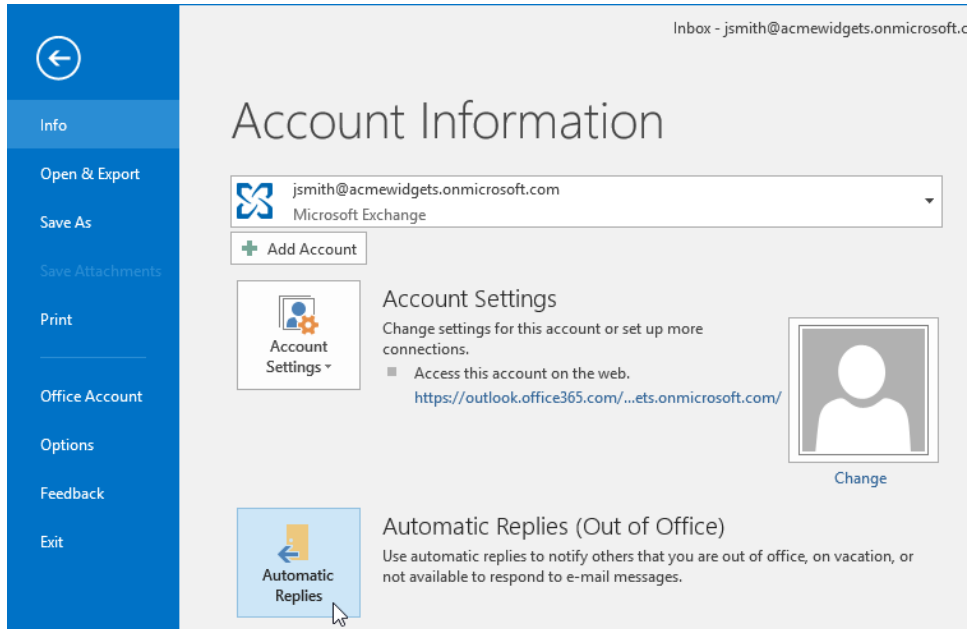 Inbox - jsmith@acmewidgets.onmicrosoft.c
Info
Open & Export
Save As
Save Attachments
Print
Office Account
Options
Feedback
Exit
Account Information
jsmith@acmewidgets.onmicrosoft.com
Microsoft Exchange
Add Account
Account
Settings
Account Settings
Change settings for this account or set up more
connections.
Access this account on the web.
https://outlook.office365.com/...ets.onmicrosoft.com/
Change
Automatic
Replies
Automatic Replies (Out of Office)
Use automatic replies to notify others that you are out of office, on vacation, or
not available to respond to e-mail messages.